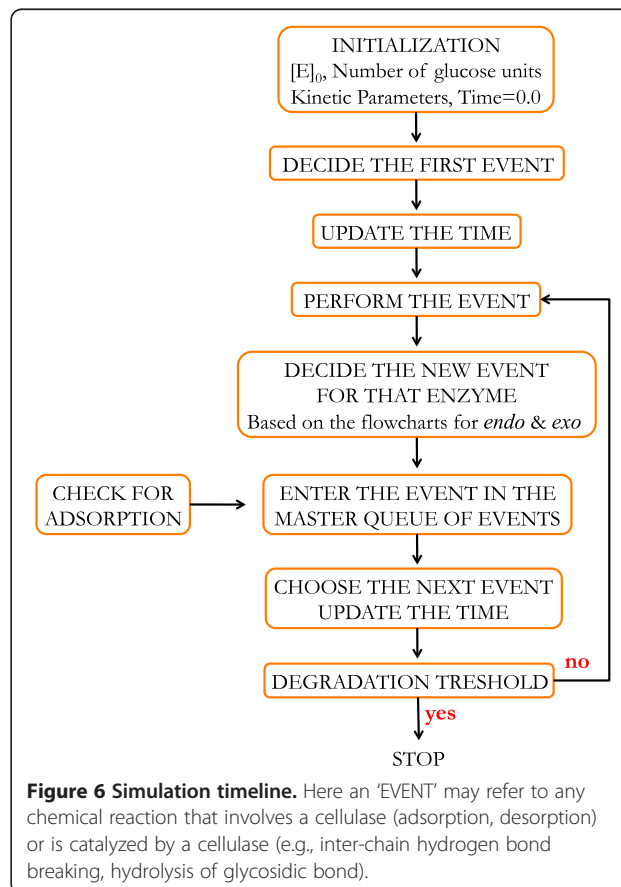 INITIALIZATION
[E]₀, Number of glucose units
Kinetic Parameters, Time=0.0
DECIDE THE FIRST EVENT
UPDATE THE TIME
PERFORM THE EVENT
DECIDE THE NEW EVENT
FOR THAT ENZYME
Based on the flowcharts for endo & exo
CHECK FOR
ADSORPTION
ENTER THE EVENT IN THE
MASTER QUEUE OF EVENTS
CHOOSE THE NEXT EVENT
UPDATE THE TIME
DEGRADATION TRESHOLD
no
yes
STOP
Figure 6 Simulation timeline. Here an ‘EVENT’ may refer to any
chemical reaction that involves a cellulase (adsorption, desorption)
or is catalyzed by a cellulase (e.g., inter-chain hydrogen bond
breaking, hydrolysis of glycosidic bond).